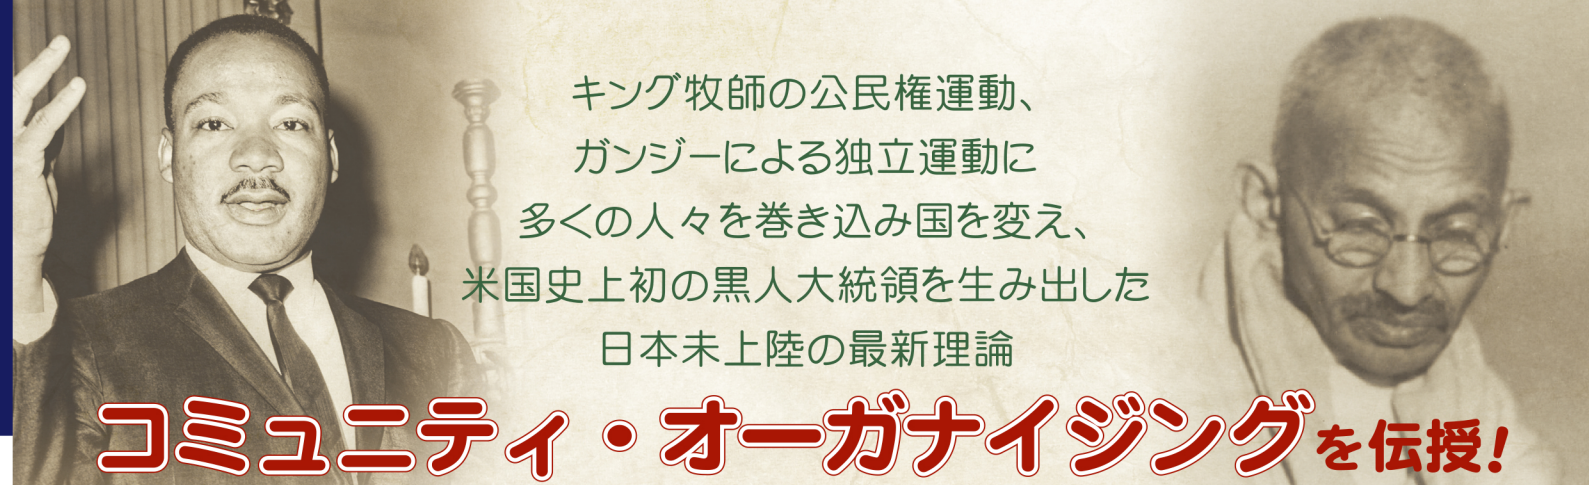 キング牧師の公民権運動、
ガンジーによる独立運動に
多くの人々を巻き込み国を変え、
米国史上初の黒人大統領を生み出した
日本未上陸の最新理論
コミュニティ・オーガナイジングを伝授!